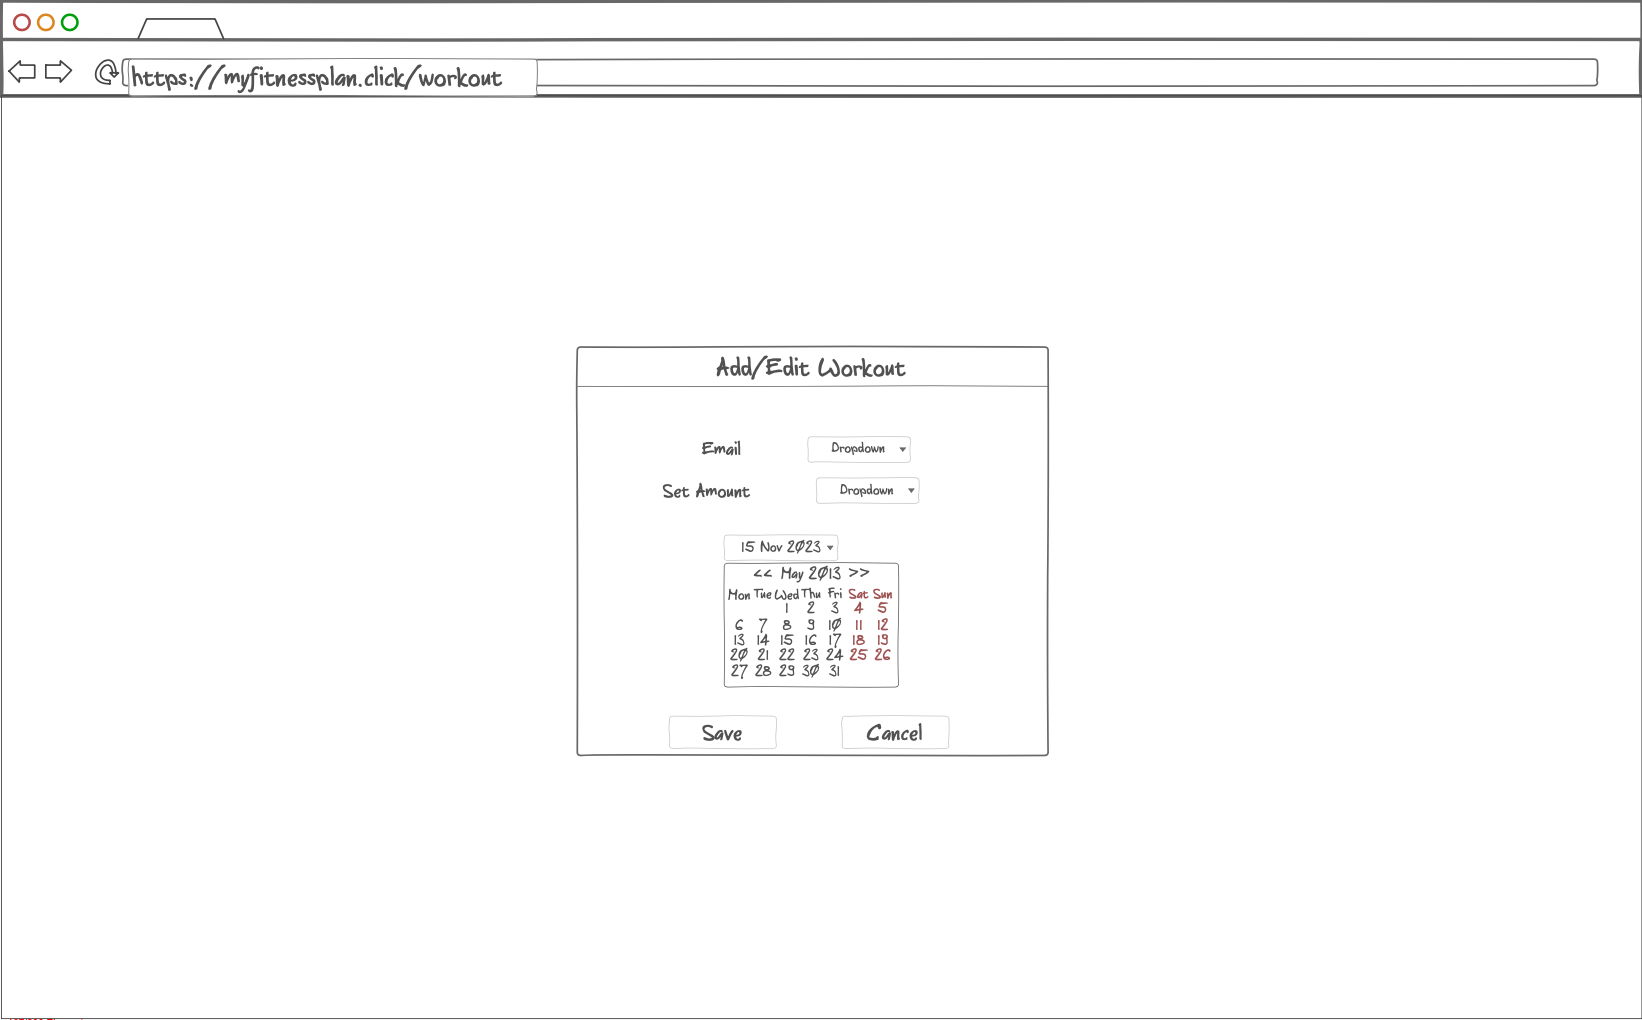 https://myfitnessplan.click/workout
Add/Edit Workout
Email Dropdown
Set Amount Dropdown
15 Nov 2023
<< May 2013 >>
Mon Tue Wed Thu Fri Sat Sun
1 2 3 4 5
6 7 8 9 10 11 12
13 14 15 16 17 18 19
20 21 22 23 24 25 26
27 28 29 30 31
Save Cancel